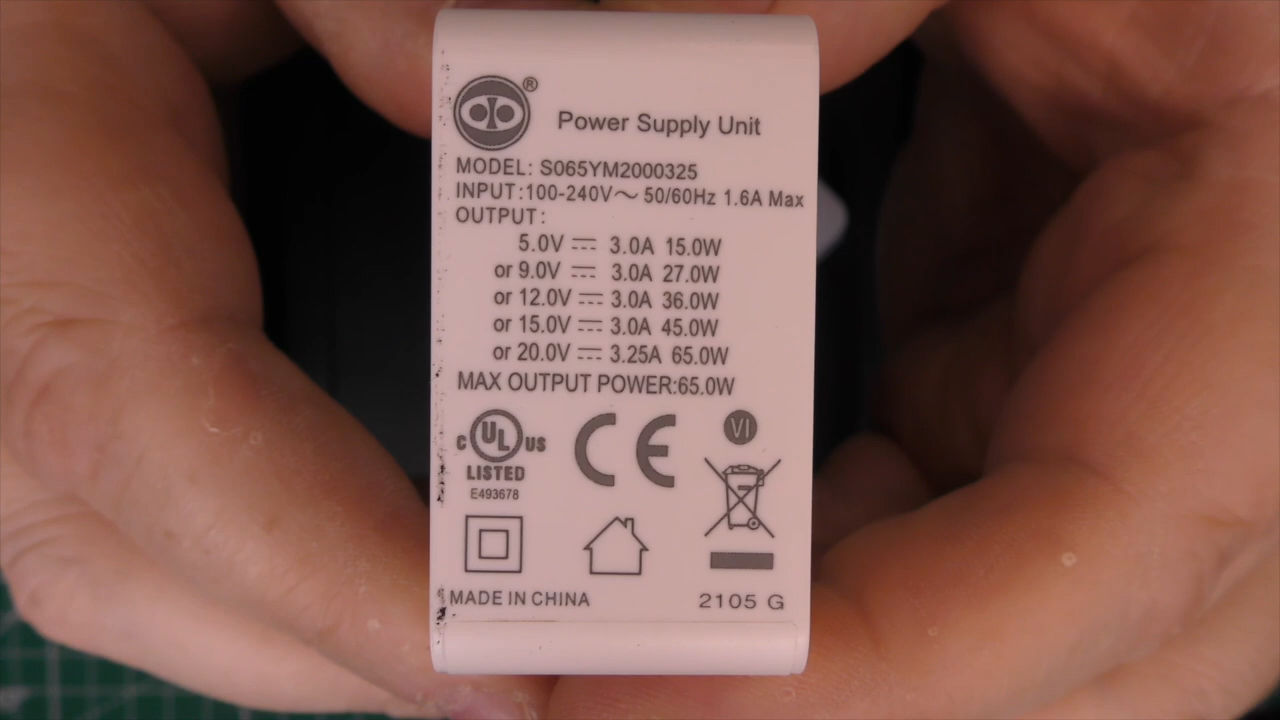 ®
Power Supply Unit
MODEL: S065YM2000325
INPUT:100-240V～ 50/60Hz 1.6A Max
OUTPUT:
5.0V ⎓ 3.0A 15.0W
or 9.0V ⎓ 3.0A 27.0W
or 12.0V ⎓ 3.0A 36.0W
or 15.0V ⎓ 3.0A 45.0W
or 20.0V ⎓ 3.25A 65.0W
MAX OUTPUT POWER:65.0W
C UL US
LISTED
E493678
CE
VI
MADE IN CHINA
2105 G